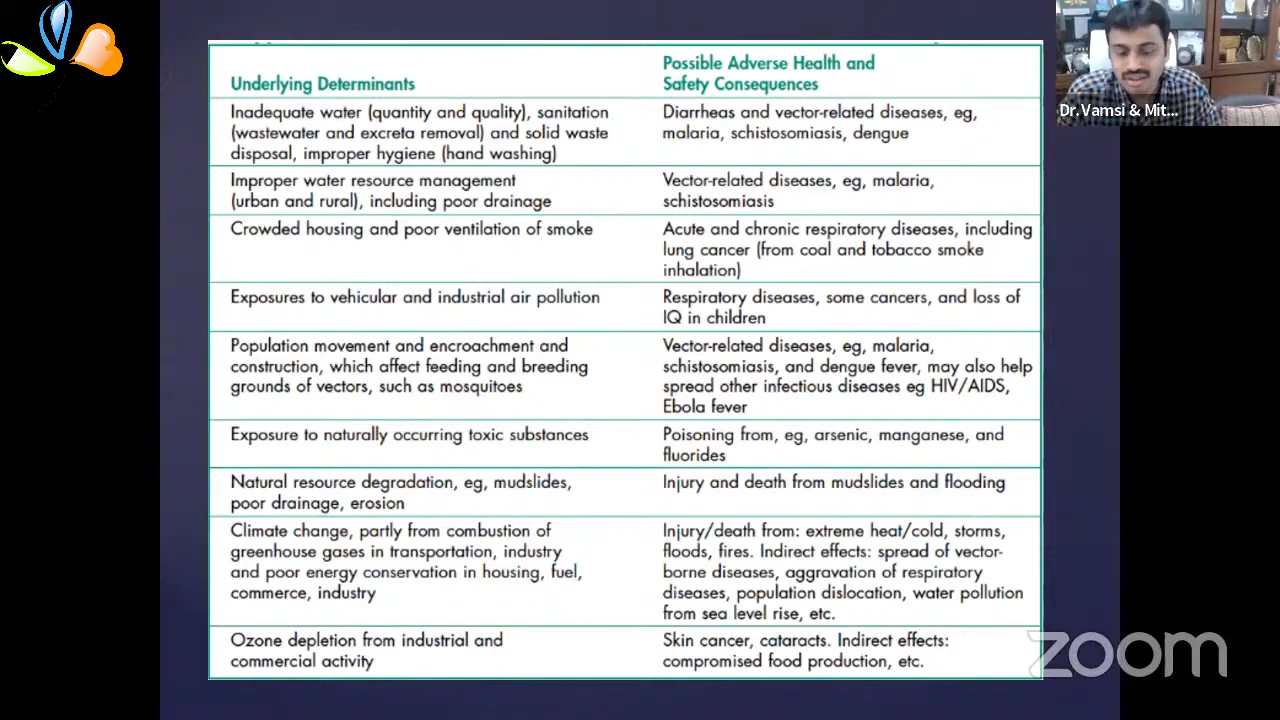 Underlying Determinants
Possible Adverse Health and
Safety Consequences
Inadequate water (quantity and quality), sanitation
(wastewater and excreta removal) and solid waste
disposal, improper hygiene (hand washing)
Diarrheas and vector-related diseases, eg,
malaria, schistosomiasis, dengue
Improper water resource management
(urban and rural), including poor drainage
Vector-related diseases, eg, malaria,
schistosomiasis
Crowded housing and poor ventilation of smoke
Acute and chronic respiratory diseases, including
lung cancer (from coal and tobacco smoke
inhalation)
Exposures to vehicular and industrial air pollution
Respiratory diseases, some cancers, and loss of
IQ in children
Population movement and encroachment and
construction, which affect feeding and breeding
grounds of vectors, such as mosquitoes
Vector-related diseases, eg, malaria,
schistosomiasis, and dengue fever, may also help
spread other infectious diseases eg HIV/AIDS,
Ebola fever
Exposure to naturally occurring toxic substances
Poisoning from, eg, arsenic, manganese, and
fluorides
Natural resource degradation, eg, mudslides,
poor drainage, erosion
Injury and death from mudslides and flooding
Climate change, partly from combustion of
greenhouse gases in transportation, industry
and poor energy conservation in housing, fuel,
commerce, industry
Injury/death from: extreme heat/cold, storms,
floods, fires. Indirect effects: spread of vector-
borne diseases, aggravation of respiratory
diseases, population dislocation, water pollution
from sea level rise, etc.
Ozone depletion from industrial and
commercial activity
Skin cancer, cataracts. Indirect effects:
compromised food production, etc.
Dr.Vamsi & Mit...
zoom